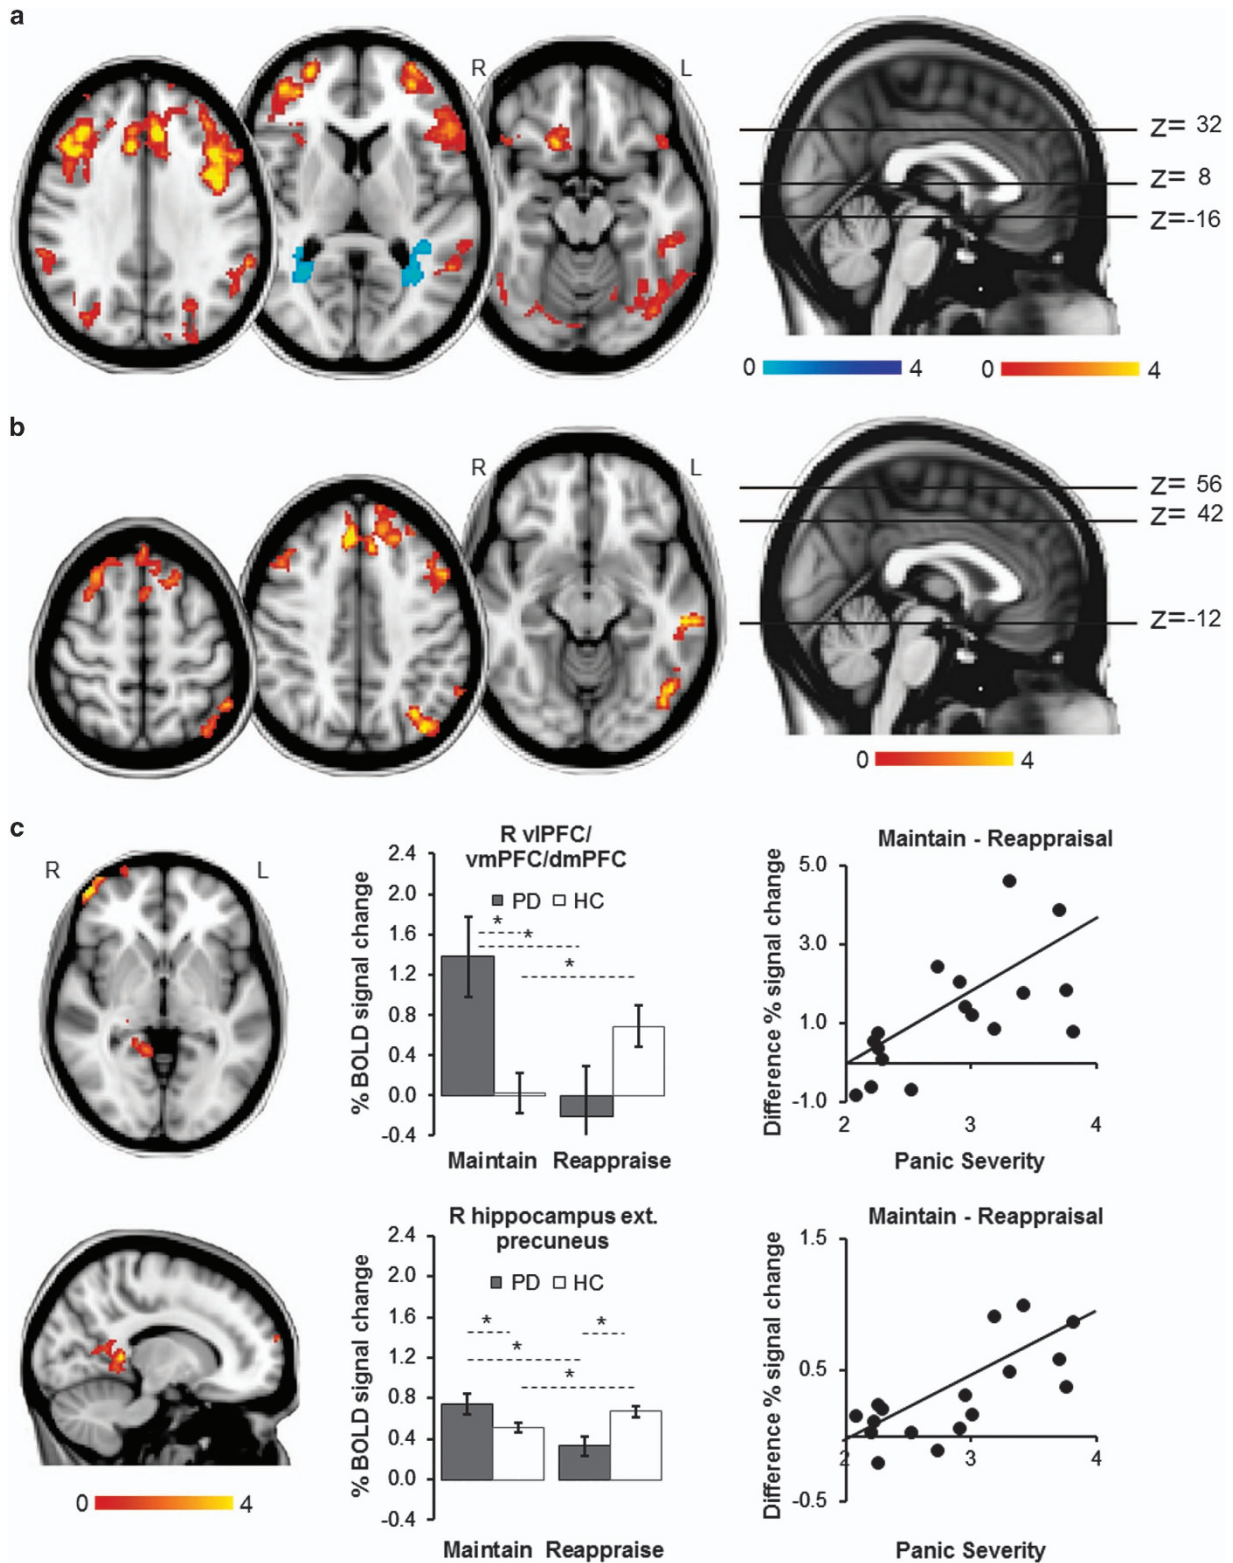 a
R
L
Z= 32
Z= 8
Z=-16
0
4
0
4
b
R
L
Z= 56
Z= 42
Z=-12
0
4
c
R
L
R vlPFC/
vmPFC/dmPFC
PD
HC
% BOLD signal change
2.4
2.0
1.6
1.2
0.8
0.4
0.0
-0.4
*
*
*
Maintain
Reappraise
Maintain - Reappraisal
Difference % signal change
5.0
3.0
1.0
-1.0
2
3
4
Panic Severity
0
4
R hippocampus ext.
precuneus
PD
HC
% BOLD signal change
2.4
2.0
1.6
1.2
0.8
0.4
0.0
-0.4
*
*
*
*
Maintain
Reappraise
Maintain - Reappraisal
Difference % signal change
1.5
0.5
-0.5
2
3
4
Panic Severity